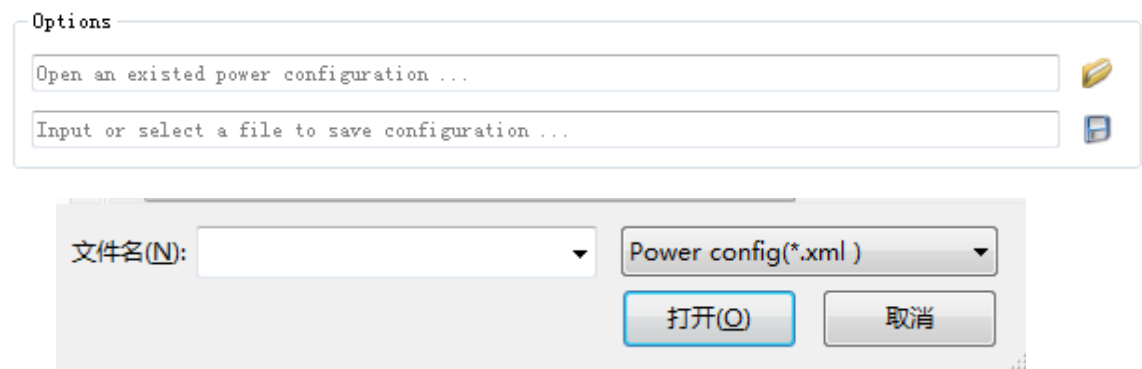 Options
Open an existed power configuration ...
Input or select a file to save configuration ...
文件名(N): Power config(*.xml )
打开(O) 取消